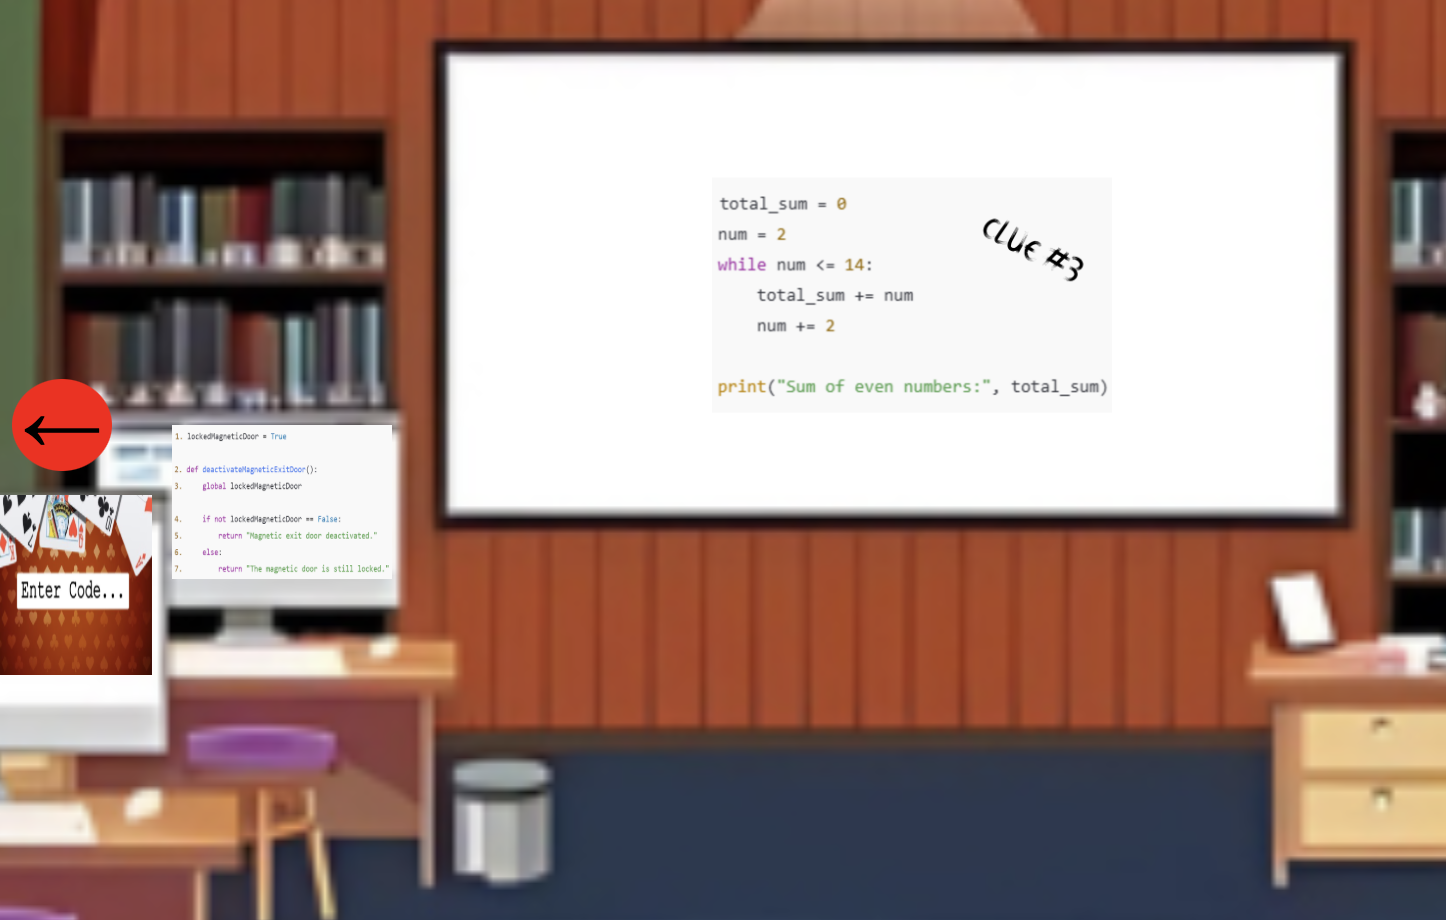 total_sum = 0
num = 2
while num <= 14:
    total_sum += num
    num += 2
print("Sum of even numbers:", total_sum)
CLUE #3
1. lockedMagneticDoor = True
2. def deactivateMagneticExitDoor():
3.     global lockedMagneticDoor
4.     if not lockedMagneticDoor == False:
5.         return "Magnetic exit door deactivated."
6.     else:
7.         return "The magnetic door is still locked."
Enter Code...